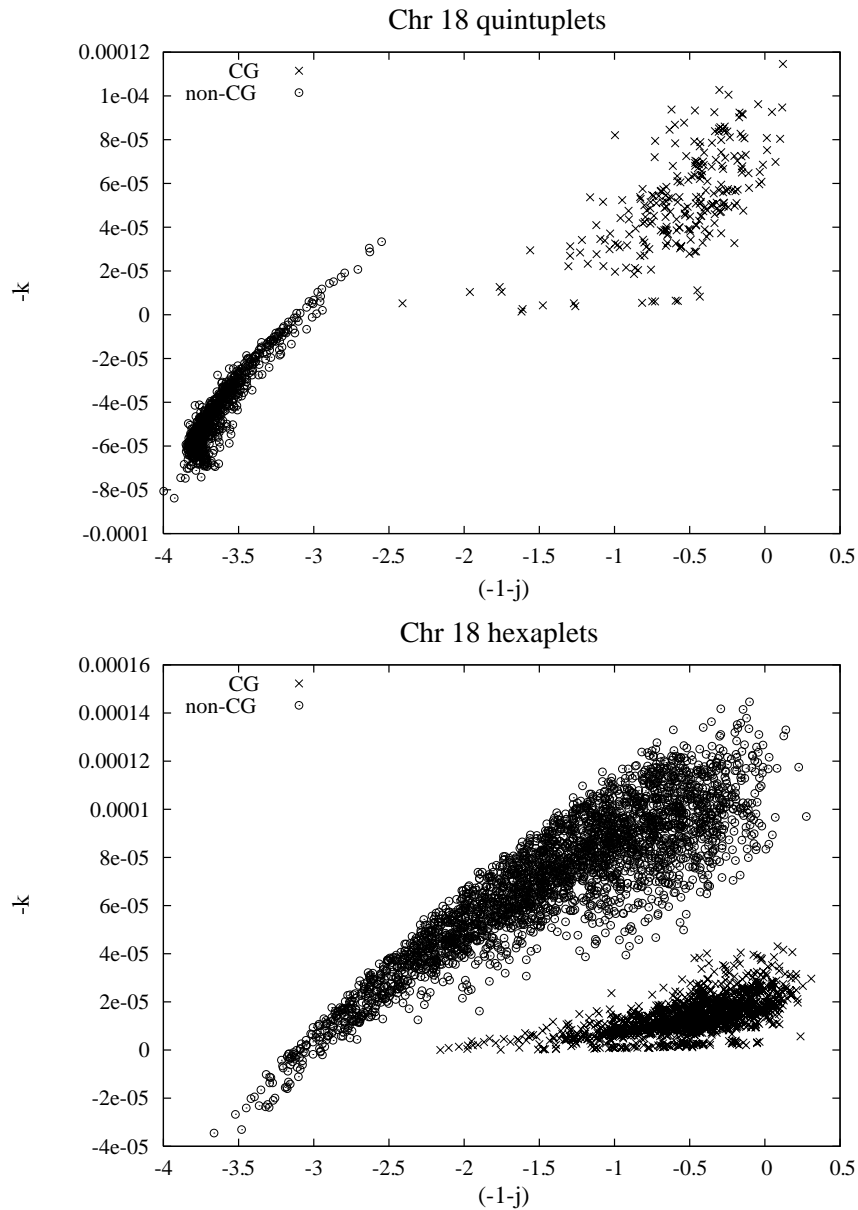 Chr 18 quintuplets
0.00012
1e-04
8e-05
6e-05
4e-05
2e-05
0
-2e-05
-4e-05
-6e-05
-8e-05
-0.0001
-k
CG
non-CG
-4 -3.5 -3 -2.5 -2 -1.5 -1 -0.5 0 0.5
(-1-j)
Chr 18 hexaplets
0.00016
0.00014
0.00012
0.0001
8e-05
6e-05
4e-05
2e-05
0
-2e-05
-4e-05
-k
CG
non-CG
-4 -3.5 -3 -2.5 -2 -1.5 -1 -0.5 0 0.5
(-1-j)